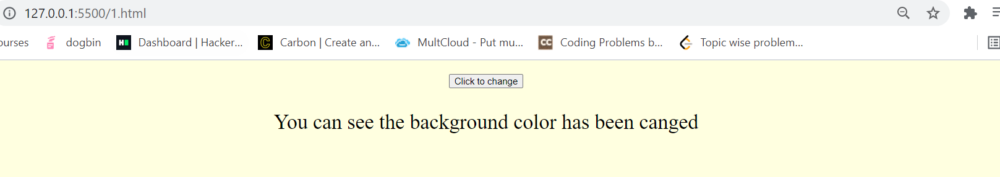 127.0.0.1:5500/1.html
ourses dogbin Dashboard | Hacker... Carbon | Create an... MultCloud - Put mu... CC Coding Problems b... Topic wise problem...
Click to change
You can see the background color has been canged